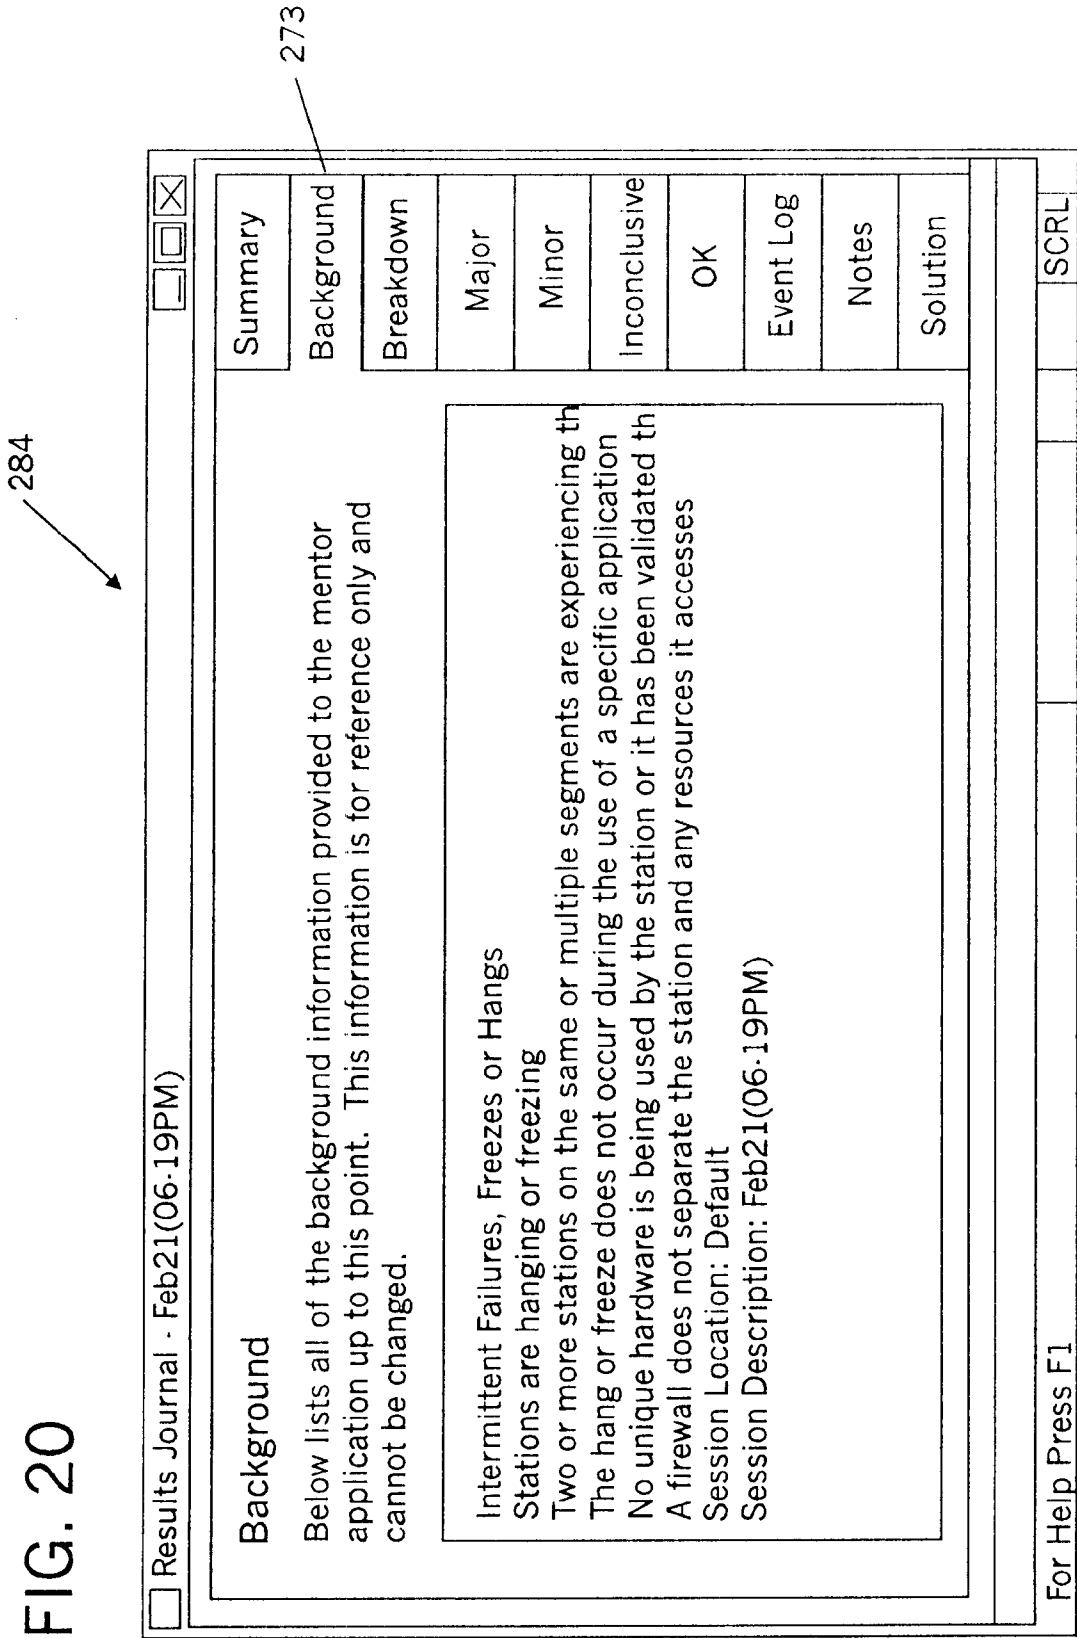 FIG. 20
284
Results Journal - Feb21(06·19PM)
273
Summary
Background
Breakdown
Major
Minor
Inconclusive
OK
Event Log
Notes
Solution
Background
Below lists all of the background information provided to the mentor
application up to this point. This information is for reference only and
cannot be changed.
Intermittent Failures, Freezes or Hangs
Stations are hanging or freezing
Two or more stations on the same or multiple segments are experiencing th
The hang or freeze does not occur during the use of a specific application
No unique hardware is being used by the station or it has been validated th
A firewall does not separate the station and any resources it accesses
Session Location: Default
Session Description: Feb21(06·19PM)
For Help Press F1
SCRL